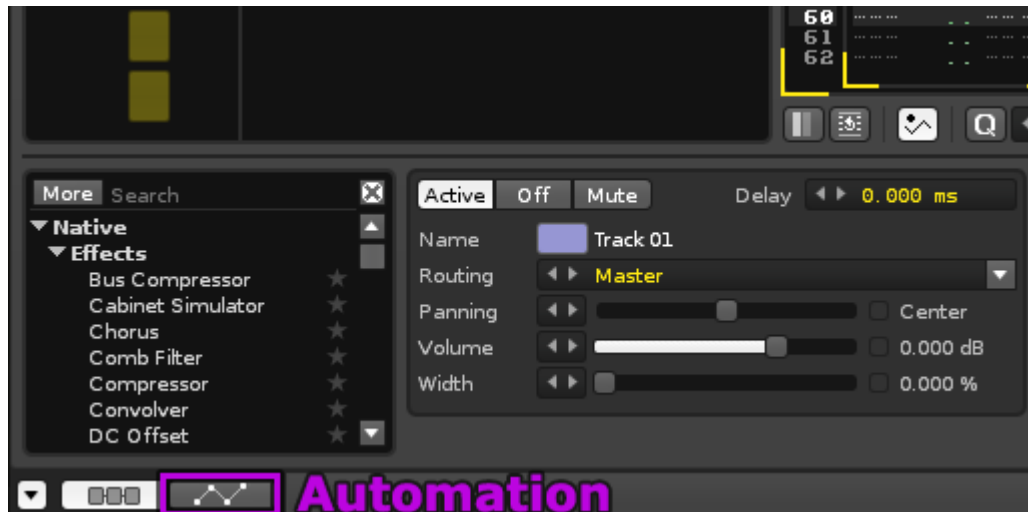 60
61
62
Q
More Search
Native
Effects
Bus Compressor
Cabinet Simulator
Chorus
Comb Filter
Compressor
Convolver
DC Offset
Active Off Mute Delay 0.000 ms
Name Track 01
Routing Master
Panning Center
Volume 0.000 dB
Width 0.000 %
Automation